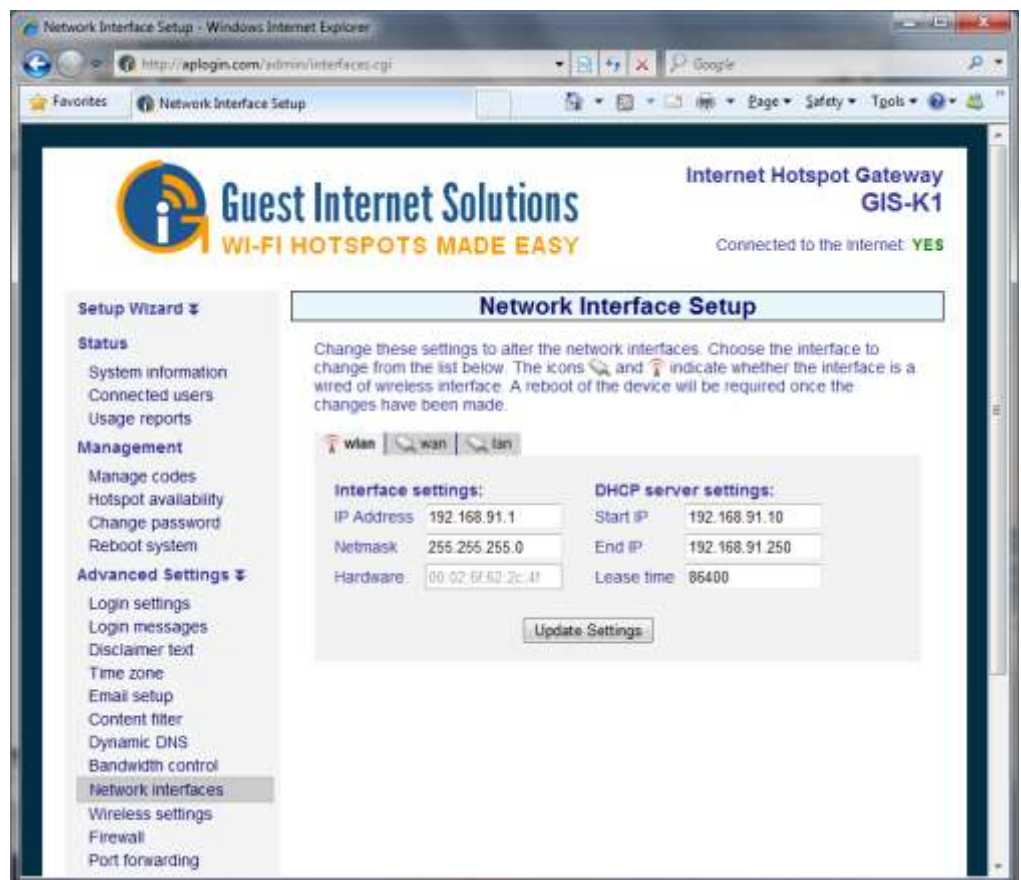 Network Interface Setup - Windows Internet Explorer
http://aplogin.com/admin/interfaces.cgi
Google
Favorites
Network Interface Setup
Page
Safety
Tools
Guest Internet Solutions
WI-FI HOTSPOTS MADE EASY
Internet Hotspot Gateway
GIS-K1
Connected to the Internet: YES
Setup Wizard
Status
System information
Connected users
Usage reports
Management
Manage codes
Hotspot availability
Change password
Reboot system
Advanced Settings
Login settings
Login messages
Disclaimer text
Time zone
Email setup
Content filter
Dynamic DNS
Bandwidth control
Network interfaces
Wireless settings
Firewall
Port forwarding
Network Interface Setup
Change these settings to alter the network interfaces. Choose the interface to
change from the list below. The icons and indicate whether the interface is a
wired of wireless interface. A reboot of the device will be required once the
changes have been made.
wlan wan lan
Interface settings:
IP Address 192.168.91.1
Netmask 255.255.255.0
Hardware 00:02:6f:62:2c:4f
DHCP server settings:
Start IP 192.168.91.10
End IP 192.168.91.250
Lease time 86400
Update Settings